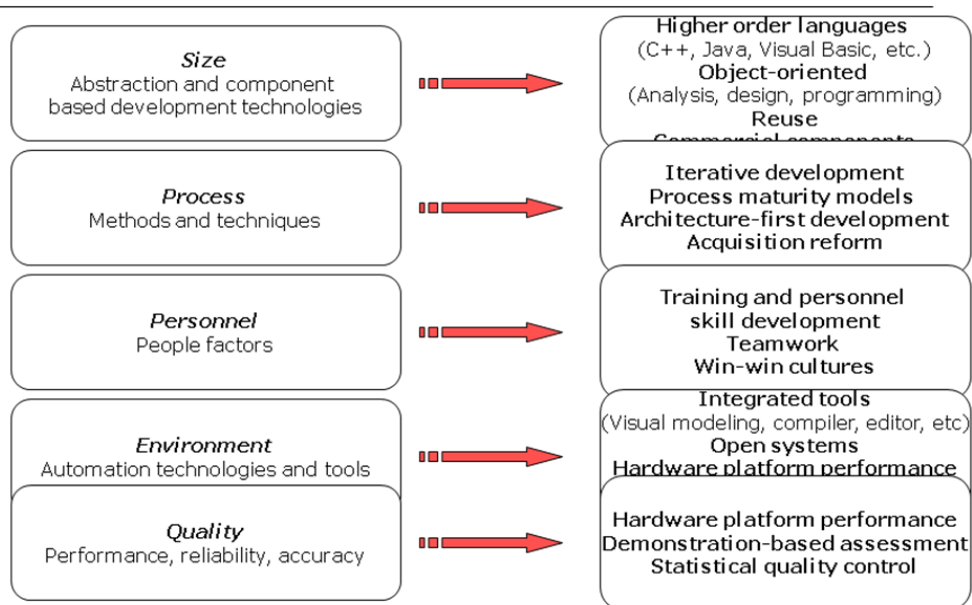 Size
Abstraction and component
based development technologies
Higher order languages
(C++, Java, Visual Basic, etc.)
Object-oriented
(Analysis, design, programming)
Reuse
Commercial components
Process
Methods and techniques
Iterative development
Process maturity models
Architecture-first development
Acquisition reform
Personnel
People factors
Training and personnel
skill development
Teamwork
Win-win cultures
Environment
Automation technologies and tools
Integrated tools
(Visual modeling, compiler, editor, etc)
Open systems
Hardware platform performance
Quality
Performance, reliability, accuracy
Hardware platform performance
Demonstration-based assessment
Statistical quality control